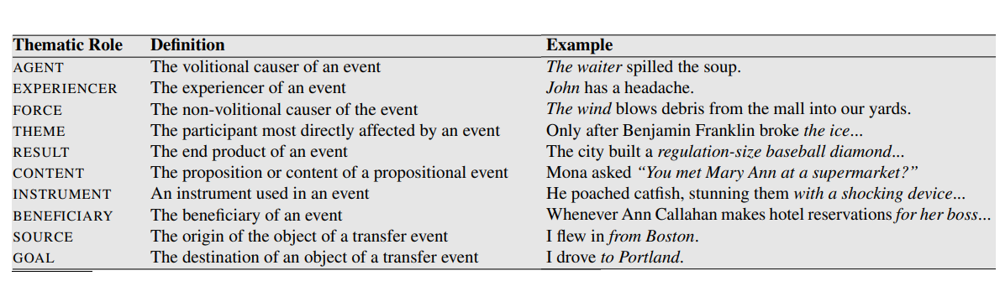 Thematic Role Definition Example
AGENT The volitional causer of an event The waiter spilled the soup.
EXPERIENCER The experiencer of an event John has a headache.
FORCE The non-volitional causer of the event The wind blows debris from the mall into our yards.
THEME The participant most directly affected by an event Only after Benjamin Franklin broke the ice...
RESULT The end product of an event The city built a regulation-size baseball diamond...
CONTENT The proposition or content of a propositional event Mona asked “You met Mary Ann at a supermarket?”
INSTRUMENT An instrument used in an event He poached catfish, stunning them with a shocking device...
BENEFICIARY The beneficiary of an event Whenever Ann Callahan makes hotel reservations for her boss...
SOURCE The origin of the object of a transfer event I flew in from Boston.
GOAL The destination of an object of a transfer event I drove to Portland.